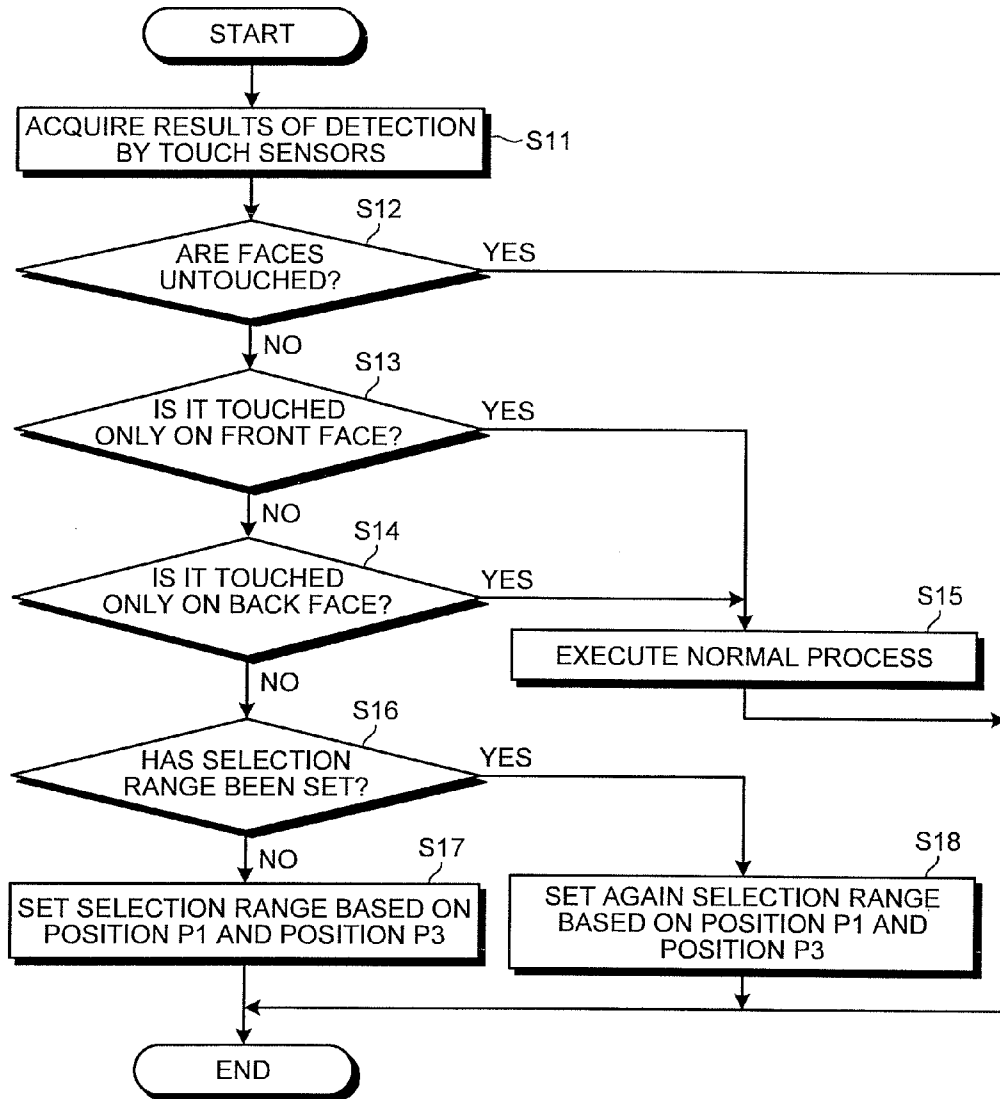 START
ACQUIRE RESULTS OF DETECTION
BY TOUCH SENSORS
S11
S12
ARE FACES
UNTOUCHED?
YES
NO
S13
IS IT TOUCHED
ONLY ON FRONT FACE?
YES
NO
S14
IS IT TOUCHED
ONLY ON BACK FACE?
YES
S15
EXECUTE NORMAL PROCESS
NO
S16
HAS SELECTION
RANGE BEEN SET?
YES
NO
S17
SET SELECTION RANGE BASED ON
POSITION P1 AND POSITION P3
S18
SET AGAIN SELECTION RANGE
BASED ON POSITION P1 AND
POSITION P3
END